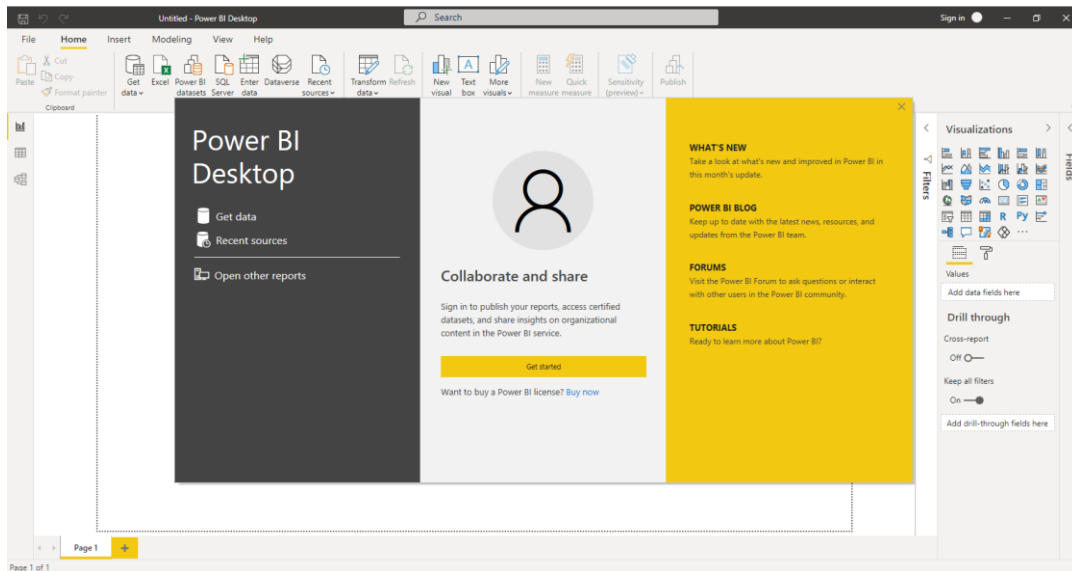 Untitled - Power BI Desktop
Search
Sign in
File Home Insert Modeling View Help
Paste
Cut
Copy
Format painter
Clipboard
Get data
Excel
Power BI datasets
SQL Server
Enter data
Dataverse
Recent sources
Transform data
Refresh
New visual
Text box
More visuals
New measure
Quick measure
Sensitivity (preview)
Publish
Power BI
Desktop
Get data
Recent sources
Open other reports
Collaborate and share
Sign in to publish your reports, access certified
datasets, and share insights on organizational
content in the Power BI service.
Get started
Want to buy a Power BI license? Buy now
WHAT'S NEW
Take a look at what's new and improved in Power BI in
this month's update.
POWER BI BLOG
Keep up to date with the latest news, resources, and
updates from the Power BI team.
FORUMS
Visit the Power BI Forum to ask questions or interact
with other users in the Power BI community.
TUTORIALS
Ready to learn more about Power BI?
Filters
Visualizations
R Py
Values
Add data fields here
Drill through
Cross-report
Off
Keep all filters
On
Add drill-through fields here
Fields
Page 1
Page 1 of 1